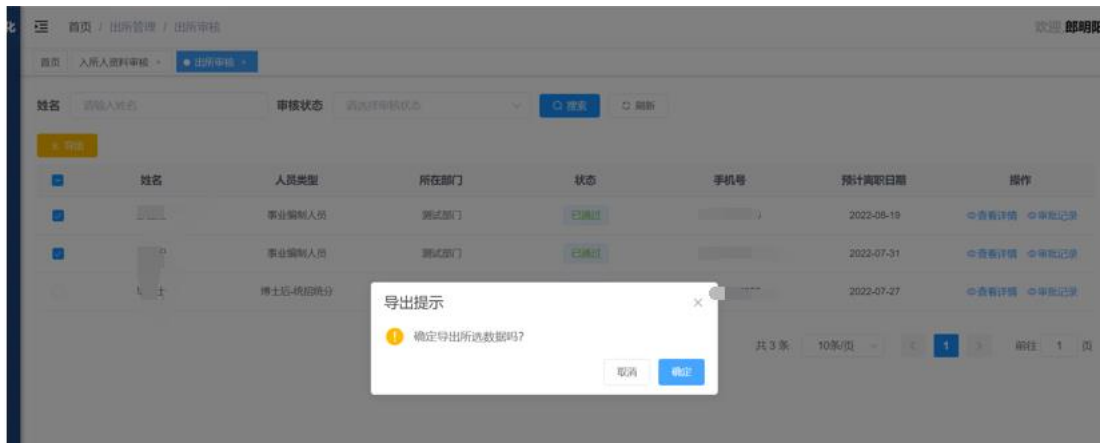 化 首页 / 出所管理 / 出所审核 欢迎,郎明阳
首页 入所人资料审核 × 出所审核 ×
姓名 请输入姓名 审核状态 请选择审核状态 搜索 刷新
导出
姓名 人员类型 所在部门 状态 手机号 预计离职日期 操作
事业编制人员 测试部门 已通过 2022-08-19 查看详情 审批记录
事业编制人员 测试部门 已通过 2022-07-31 查看详情 审批记录
博士后-统招统分 2022-07-27 查看详情 审批记录
导出提示 ×
确定导出所选数据吗?
取消 确定
共 3 条 10条/页 < 1 > 前往 1 页